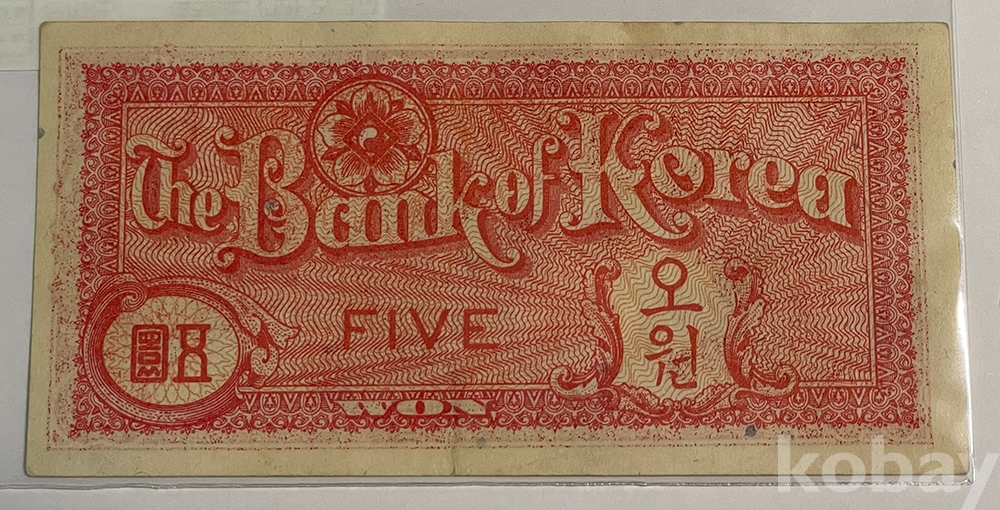 The Bank of Korea
圓五
FIVE
오
원
WON
kobay